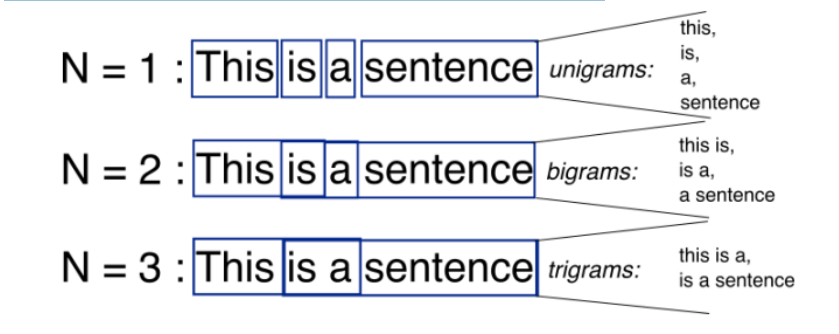 N = 1 : This is a sentence unigrams:
this,
is,
a,
sentence
N = 2 : This is a sentence bigrams:
this is,
is a,
a sentence
N = 3 : This is a sentence trigrams:
this is a,
is a sentence